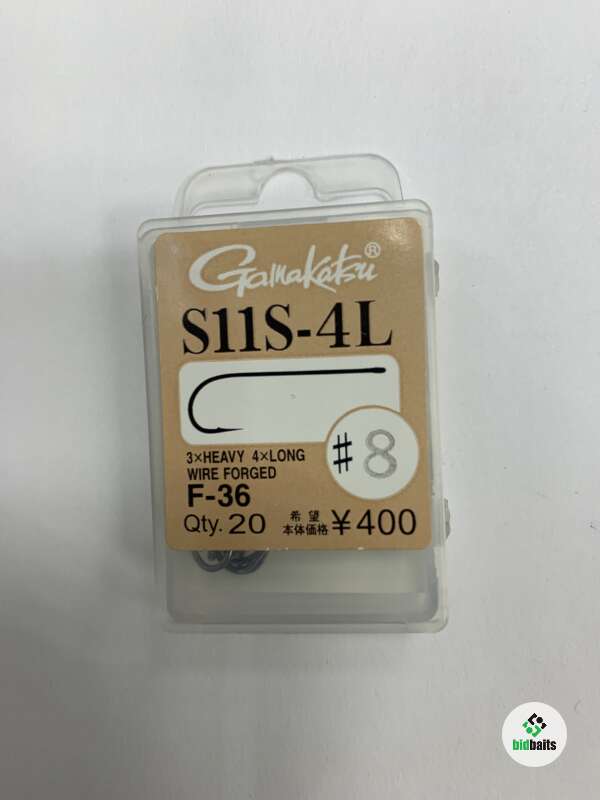 Gamakatsu®
S11S-4L
3×HEAVY 4×LONG
WIRE FORGED
#8
F-36
Qty. 20 希望本体価格 ¥400
bidbaits